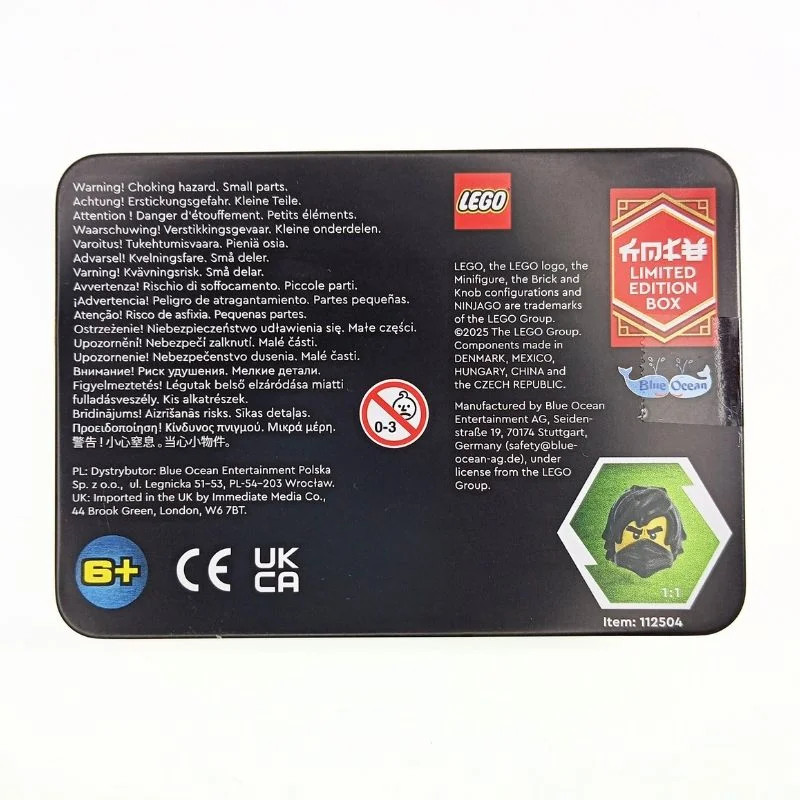 Warning! Choking hazard. Small parts.
Achtung! Erstickungsgefahr. Kleine Teile.
Attention ! Danger d'étouffement. Petits éléments.
Waarschuwing! Verstikkingsgevaar. Kleine onderdelen.
Varoitus! Tukehtumisvaara. Pieniä osia.
Advarsel! Kvelningsfare. Små deler.
Varning! Kvävningsrisk. Små delar.
Avvertenza! Rischio di soffocamento. Piccole parti.
¡Advertencia! Peligro de atragantamiento. Partes pequeñas.
Atenção! Risco de asfixia. Pequenas partes.
Ostrzeżenie! Niebezpieczeństwo udławienia się. Małe części.
Upozornění! Nebezpečí zalknutí. Malé části.
Upozornenie! Nebezpečenstvo dusenia. Malé časti.
Внимание! Риск удушения. Мелкие детали.
Figyelmeztetés! Légutak belső elzáródása miatti
fulladásveszély. Kis alkatrészek.
Brīdinājums! Aizrīšanās risks. Sīkas detaļas.
Προειδοποίηση! Κίνδυνος πνιγμού. Μικρά μέρη.
警告！小心窒息。当心小物件。
0-3
PL: Dystrybutor: Blue Ocean Entertainment Polska
Sp. z o.o., ul. Legnicka 51-53, PL-54-203 Wrocław.
UK: Imported in the UK by Immediate Media Co.,
44 Brook Green, London, W6 7BT.
6+
CE
UK
CA
LEGO
LEGO, the LEGO logo, the
Minifigure, the Brick and
Knob configurations and
NINJAGO are trademarks
of the LEGO Group.
©2025 The LEGO Group.
Components made in
DENMARK, MEXICO,
HUNGARY, CHINA and
the CZECH REPUBLIC.
Manufactured by Blue Ocean
Entertainment AG, Seiden-
straße 19, 70174 Stuttgart,
Germany (safety@blue-
ocean-ag.de), under
license from the LEGO
Group.
LIMITED
EDITION
BOX
Blue Ocean
1:1
Item: 112504